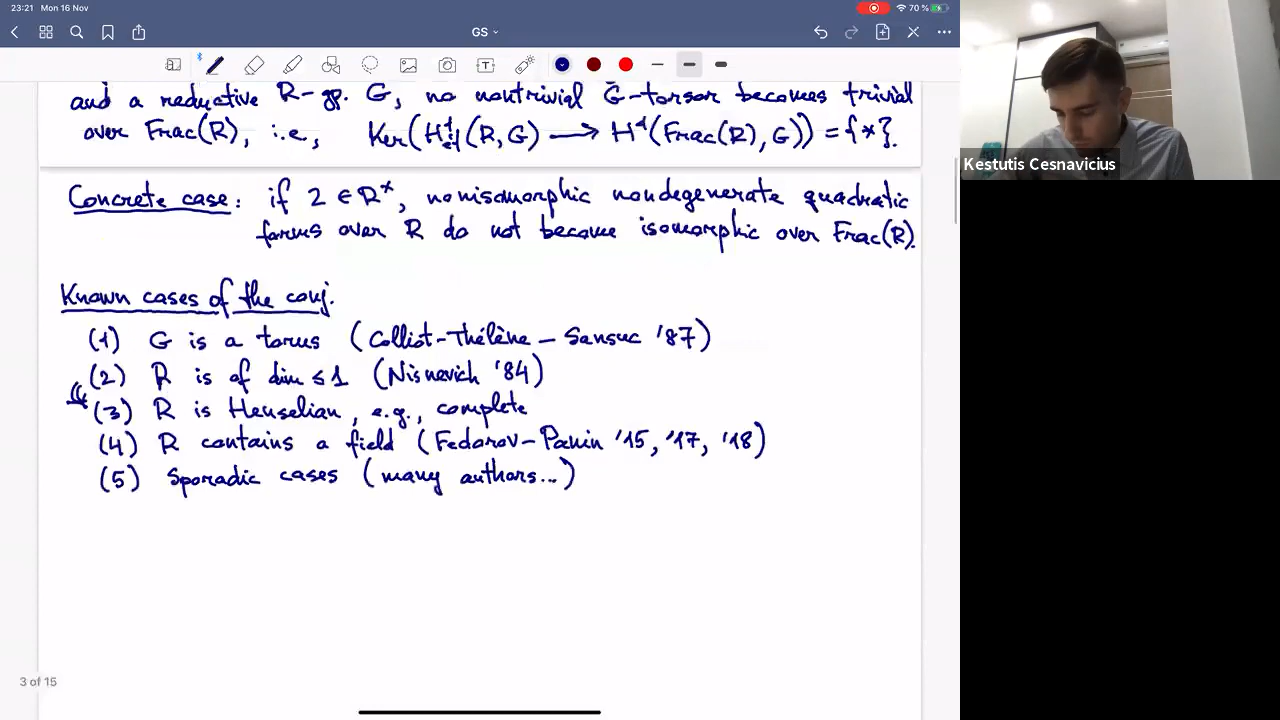 23:21 Mon 16 Nov
70 %
GS
and a reductive R-gp. G, no nontrivial G-torsor becomes trivial
over Frac(R), i.e., Ker(H¹ét(R, G) ⟶ H¹(Frac(R), G)) = {*}.
Concrete case: if 2 ∈ R^×, nonisomorphic nondegenerate quadratic
forms over R do not become isomorphic over Frac(R).
Known cases of the conj.
(1) G is a torus (Colliot-Thélène – Sansuc '87)
(2) R is of dim ≤ 1 (Nisnevich '84)
(3) R is Henselian, e.g., complete
(4) R contains a field (Fedorov-Panin '15, '17, '18)
(5) Sporadic cases (many authors...)
3 of 15
Kestutis Cesnavicius